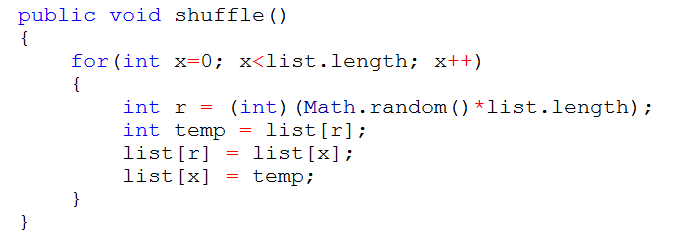 public void shuffle()
{
    for(int x=0; x<list.length; x++)
    {
        int r = (int)(Math.random()*list.length);
        int temp = list[r];
        list[r] = list[x];
        list[x] = temp;
    }
}